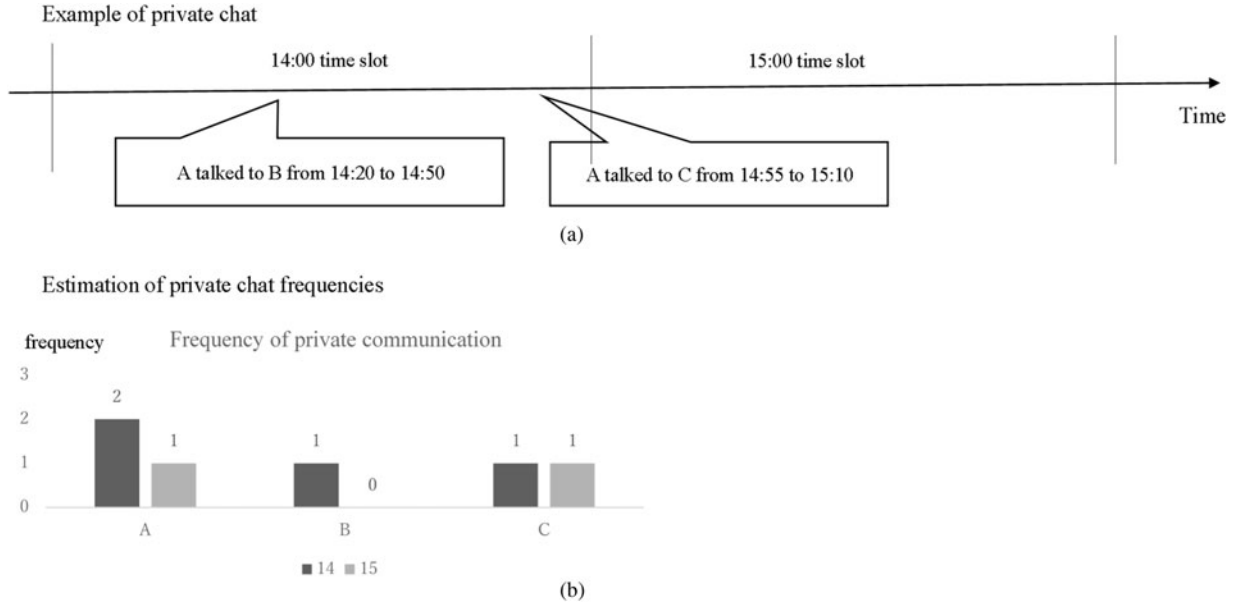 Example of private chat
14:00 time slot
15:00 time slot
Time
A talked to B from 14:20 to 14:50
A talked to C from 14:55 to 15:10
(a)
Estimation of private chat frequencies
frequency
Frequency of private communication
3
2
1
0
2
1
1
0
1
1
A
B
C
14 15
(b)